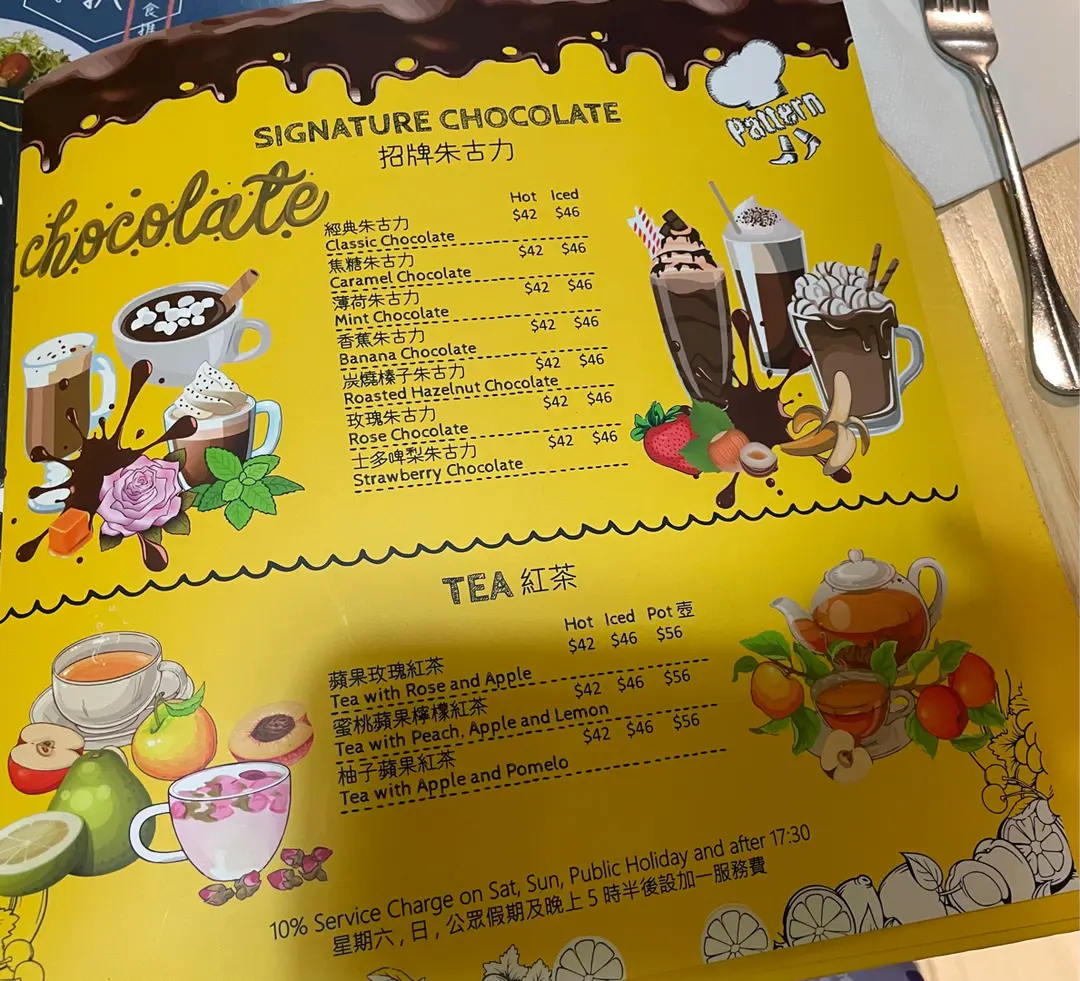 食推
SIGNATURE CHOCOLATE
招牌朱古力
Pattern
chocolate
Hot Iced
經典朱古力 $42 $46
Classic Chocolate
焦糖朱古力 $42 $46
Caramel Chocolate
薄荷朱古力 $42 $46
Mint Chocolate
香蕉朱古力 $42 $46
Banana Chocolate
炭燒榛子朱古力 $42 $46
Roasted Hazelnut Chocolate
玫瑰朱古力 $42 $46
Rose Chocolate
士多啤梨朱古力 $42 $46
Strawberry Chocolate
TEA 紅茶
Hot Iced Pot 壺
蘋果玫瑰紅茶 $42 $46 $56
Tea with Rose and Apple
蜜桃蘋果檸檬紅茶 $42 $46 $56
Tea with Peach, Apple and Lemon
柚子蘋果紅茶 $42 $46 $56
Tea with Apple and Pomelo
10% Service Charge on Sat, Sun, Public Holiday and after 17:30
星期六 , 日 , 公眾假期及晚上 5 時半後設加一服務費